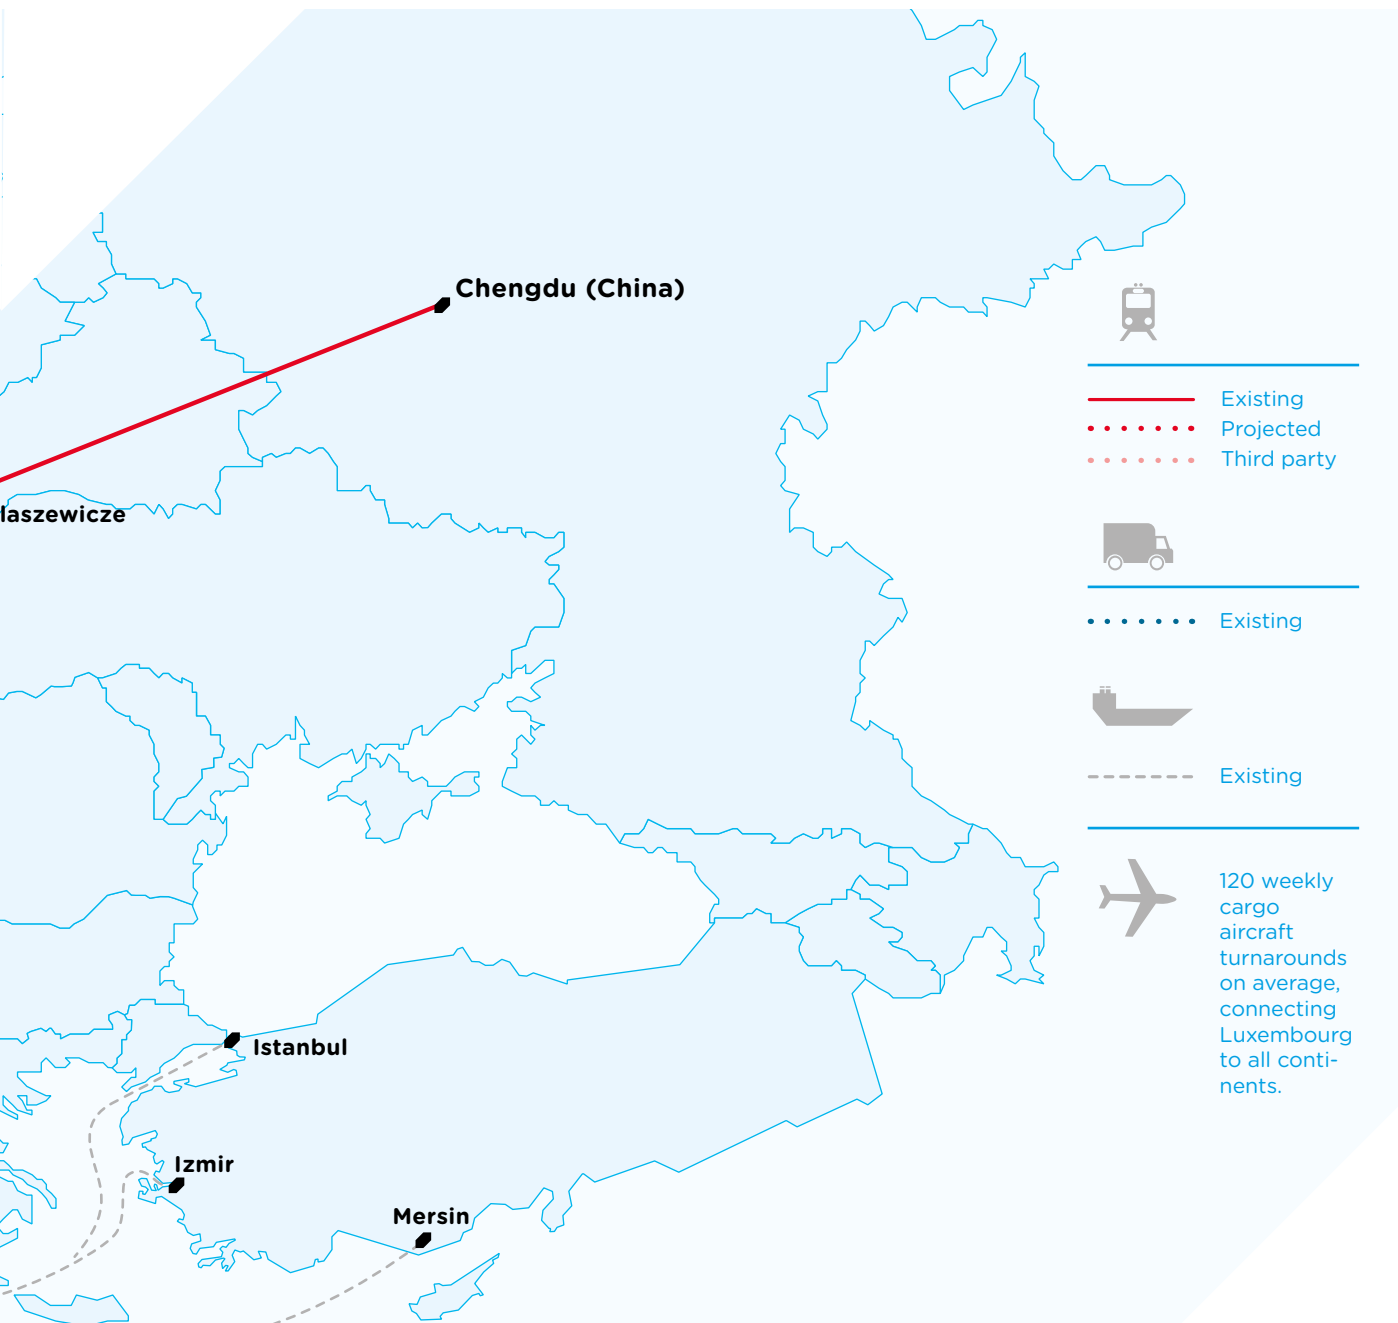 Chengdu (China)
laszewicze
Istanbul
Izmir
Mersin
Existing
Projected
Third party
Existing
Existing
120 weekly
cargo
aircraft
turnarounds
on average,
connecting
Luxembourg
to all conti-
nents.